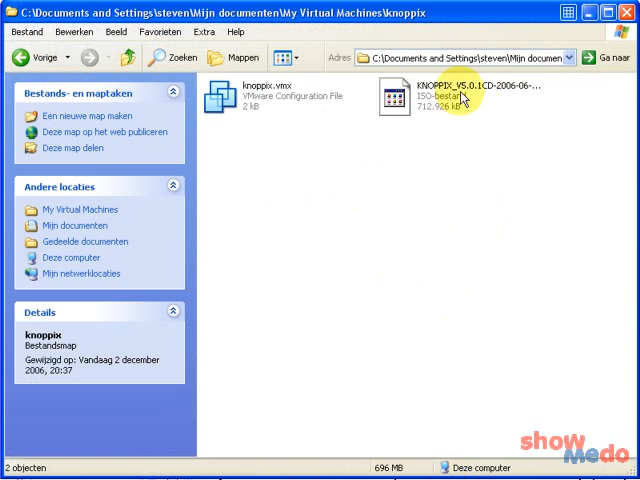 C:\Documents and Settings\steven\Mijn documenten\My Virtual Machines\knoppix
Bestand Bewerken Beeld Favorieten Extra Help
Vorige Zoeken Mappen Adres C:\Documents and Settings\steven\Mijn documen Ga naar
Bestands- en maptaken
Een nieuwe map maken
Deze map op het web publiceren
Deze map delen
Andere locaties
My Virtual Machines
Mijn documenten
Gedeelde documenten
Deze computer
Mijn netwerklocaties
Details
knoppix
Bestandsmap
Gewijzigd op: Vandaag 2 december
2006, 20:37
knoppix.vmx
VMware Configuration File
2 kB
KNOPPIX_V5.0.1CD-2006-06-...
ISO-bestand
712.926 kB
showmedo
2 objecten 696 MB Deze computer